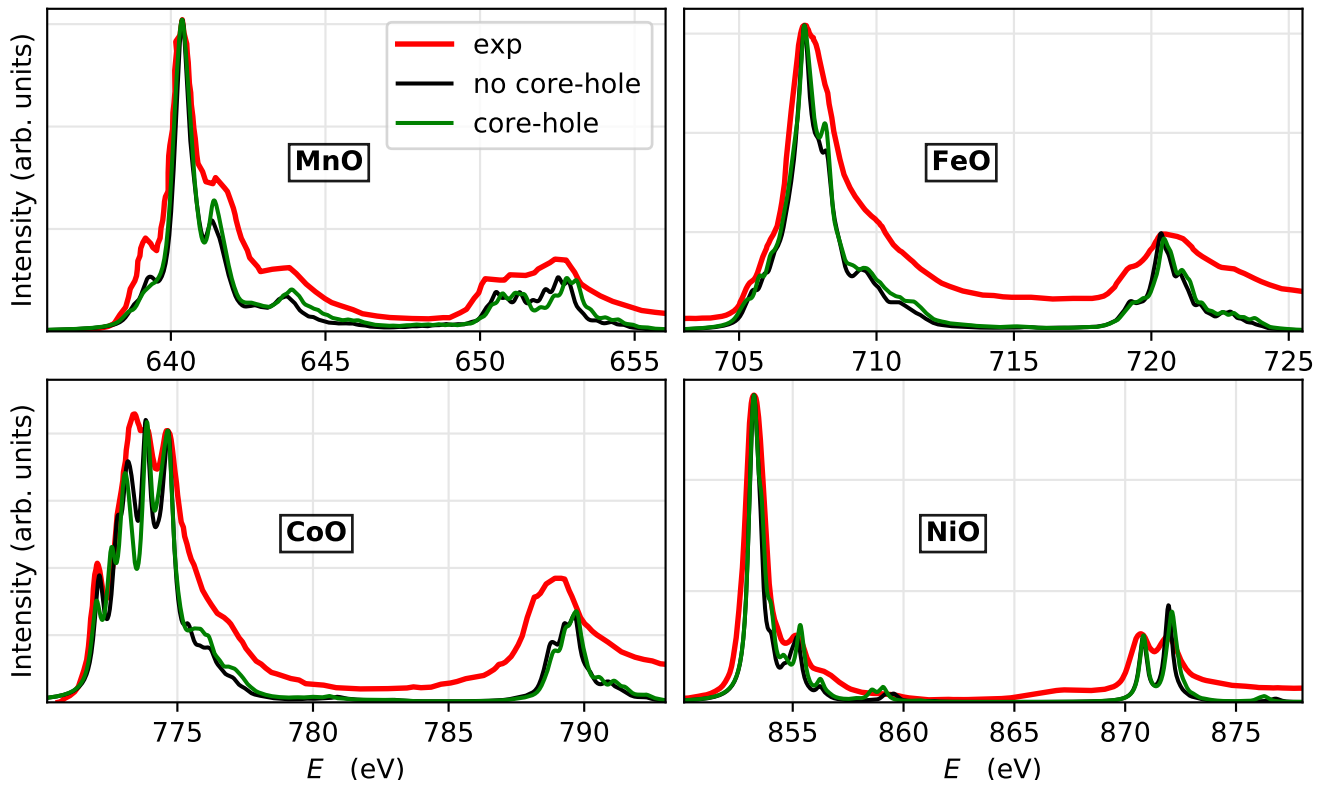 Intensity (arb. units)
exp
no core-hole
core-hole
MnO
640 645 650 655
FeO
705 710 715 720 725
Intensity (arb. units)
CoO
775 780 785 790
E (eV)
NiO
855 860 865 870 875
E (eV)